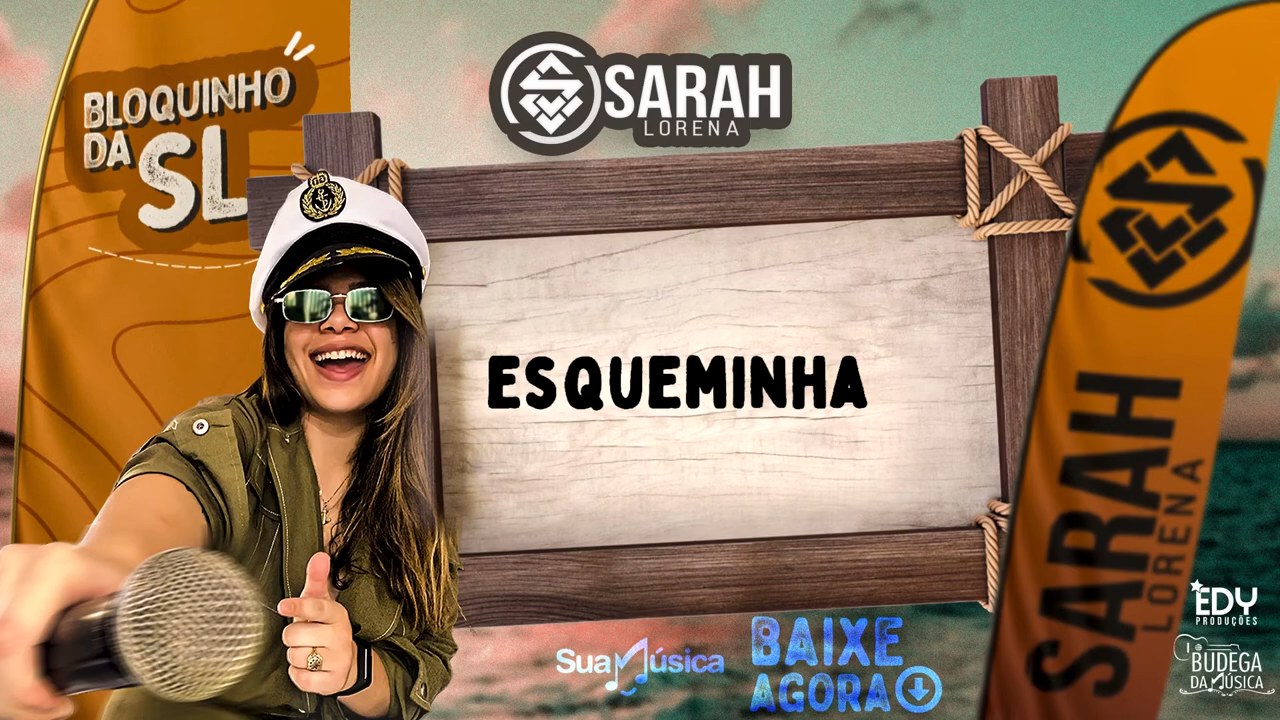 BLOQUINHO
DA SL
SARAH
LORENA
ESQUEMINHA
SARAH
LORENA
SuaMúsica
BAIXE
AGORA
EDY
PRODUÇÕES
BUDEGA
DA MÚSICA